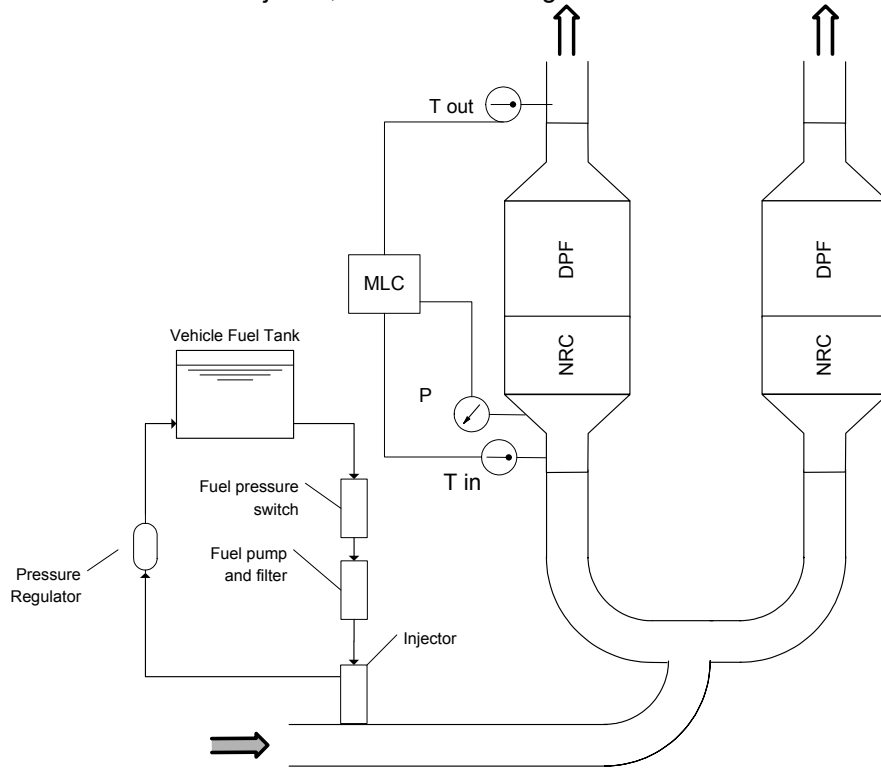 T out
DPF
DPF
MLC
Vehicle Fuel Tank
NRC
NRC
P
T in
Fuel pressure
switch
Fuel pump
and filter
Pressure
Regulator
Injector